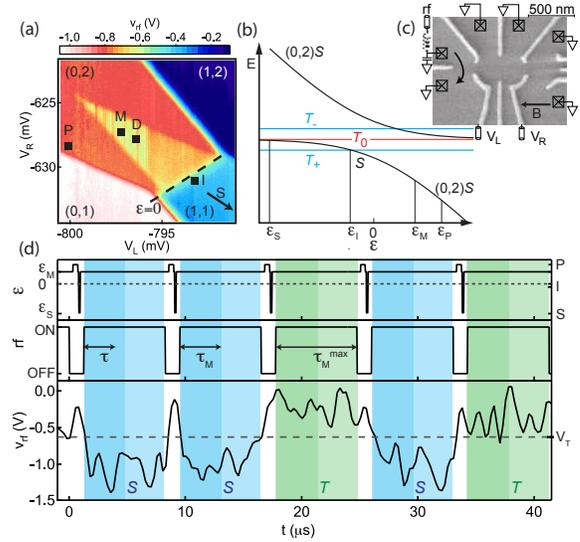 (a)
v_rf (V)
-1.0 -0.8 -0.6 -0.4 -0.2
(b)
(c)
500 nm
rf
(0,2)
(1,2)
(0,1)
(1,1)
P
M
D
I
S
ε=0
V_R (mV)
-625
-630
-800
-795
V_L (mV)
E
(0,2)S
T_-
T_0
T_+
S
(0,2)S
ε_S
ε_I
0
ε_M
ε_P
ε
B
V_L
V_R
(d)
ε
ε_M
0
ε_S
P
I
S
rf
ON
OFF
τ
τ_M
τ_M^max
v_rf (V)
0.0
-0.5
-1.0
-1.5
V_T
S
S
T
S
T
0
10
20
30
40
t (μs)